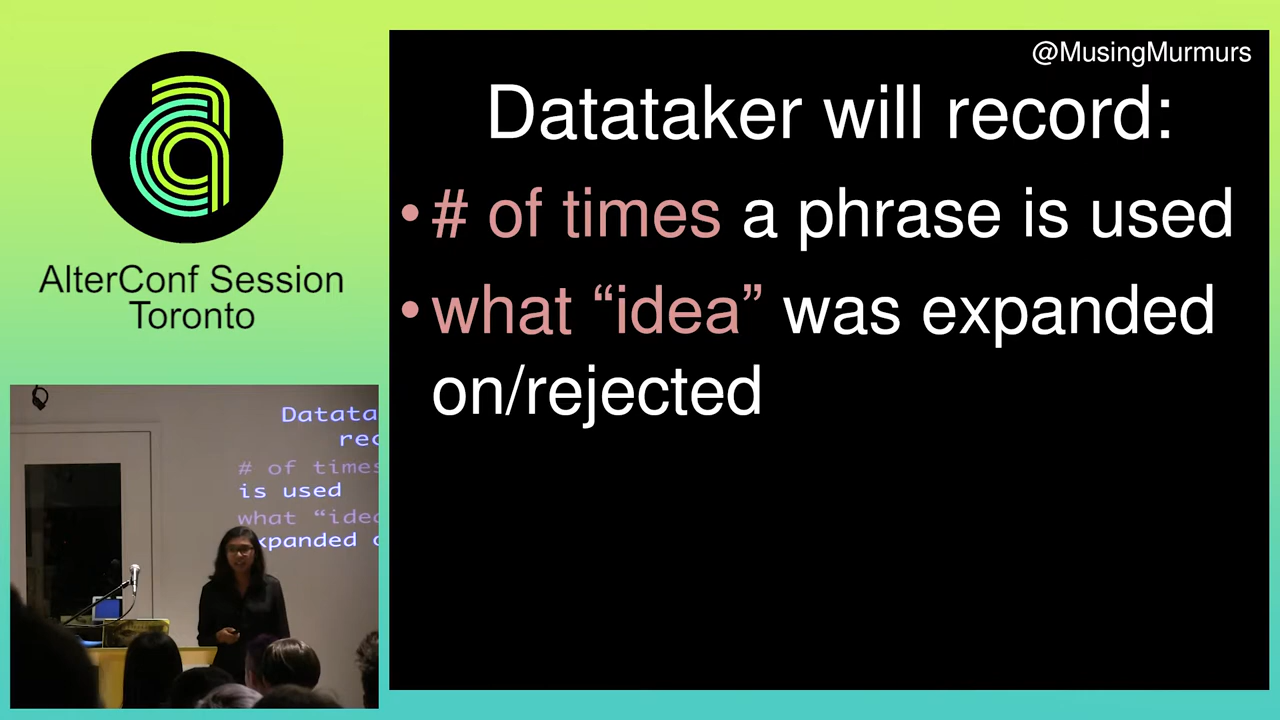 @MusingMurmurs
Datataker will record:
• # of times a phrase is used
• what “idea” was expanded
on/rejected
AlterConf Session
Toronto
Datata
rec
# of times
is used
what “idea
expanded